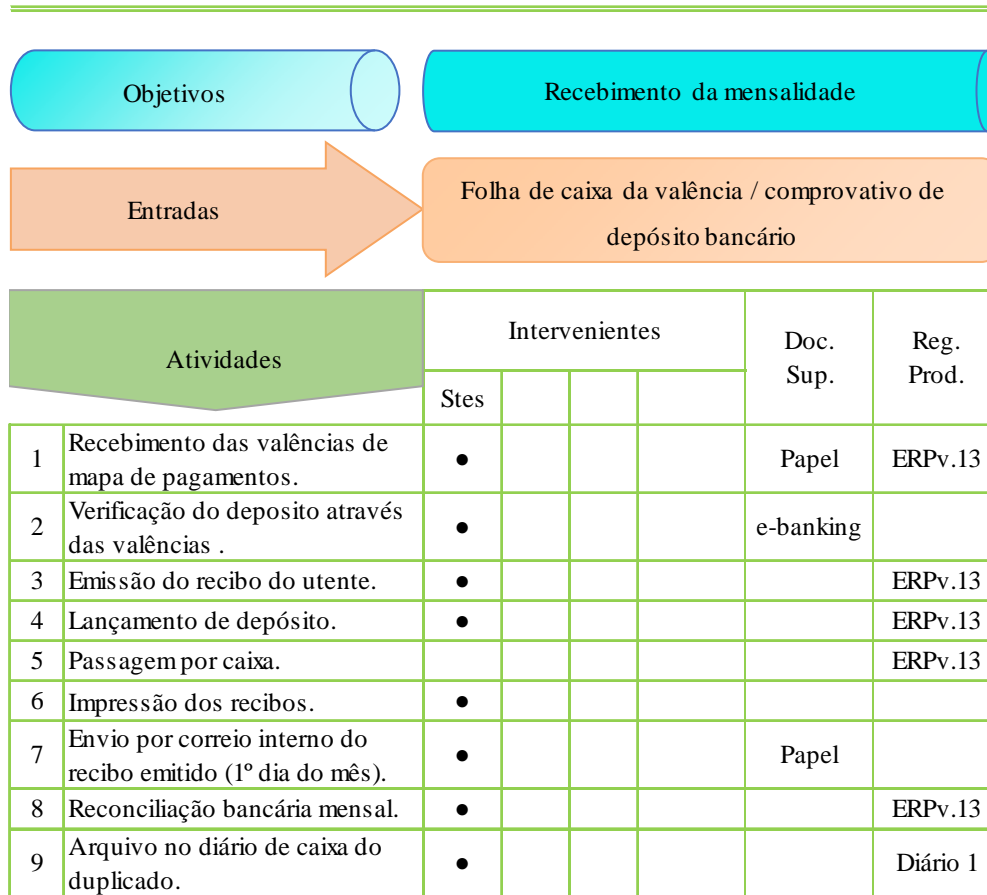 Objetivos
Recebimento da mensalidade
Entradas
Folha de caixa da valência / comprovativo de
depósito bancário
Atividades
Intervenientes
Doc.
Sup.
Reg.
Prod.
Stes
1
Recebimento das valências de
mapa de pagamentos.
●
Papel
ERPv.13
2
Verificação do deposito através
das valências .
●
e-banking
3
Emissão do recibo do utente.
●
ERPv.13
4
Lançamento de depósito.
●
ERPv.13
5
Passagem por caixa.
ERPv.13
6
Impressão dos recibos.
●
7
Envio por correio interno do
recibo emitido (1º dia do mês).
●
Papel
8
Reconciliação bancária mensal.
●
ERPv.13
9
Arquivo no diário de caixa do
duplicado.
●
Diário 1